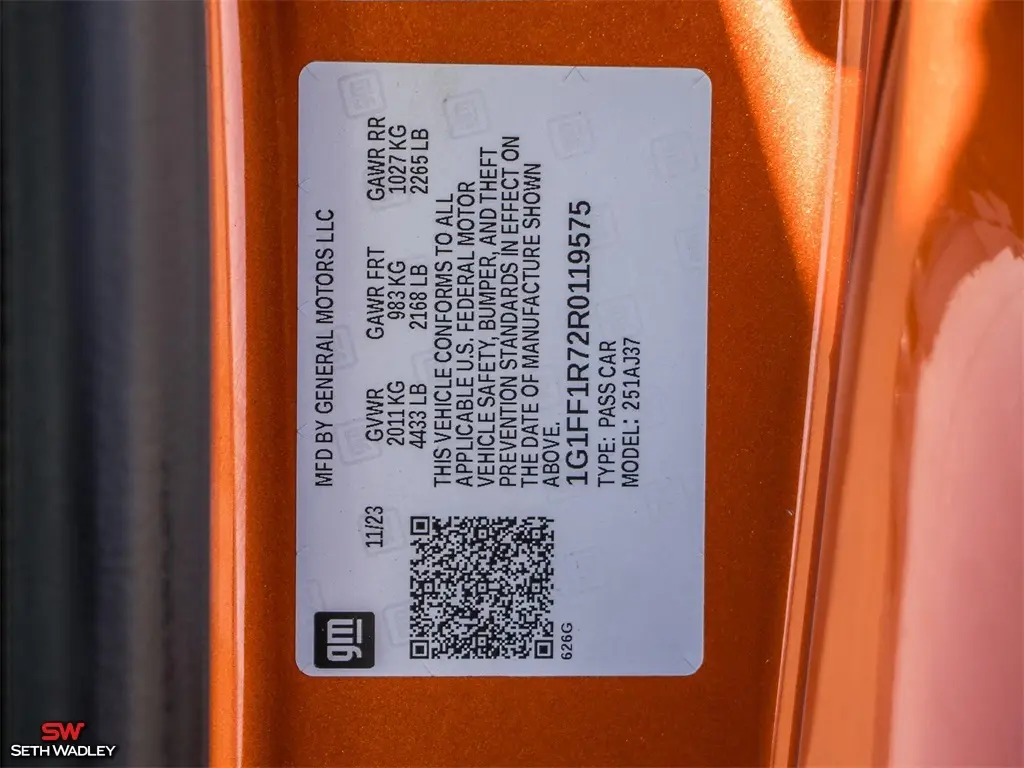 MFD BY GENERAL MOTORS LLC
11/23 GVWR GAWR FRT GAWR RR
2011 KG 983 KG 1027 KG
4433 LB 2168 LB 2265 LB
THIS VEHICLE CONFORMS TO ALL
APPLICABLE U.S. FEDERAL MOTOR
VEHICLE SAFETY, BUMPER, AND THEFT
PREVENTION STANDARDS IN EFFECT ON
THE DATE OF MANUFACTURE SHOWN
ABOVE.
1G1FF1R72R0119575
TYPE: PASS CAR
MODEL: 251AJ37
gm
626G
SW
SETH WADLEY